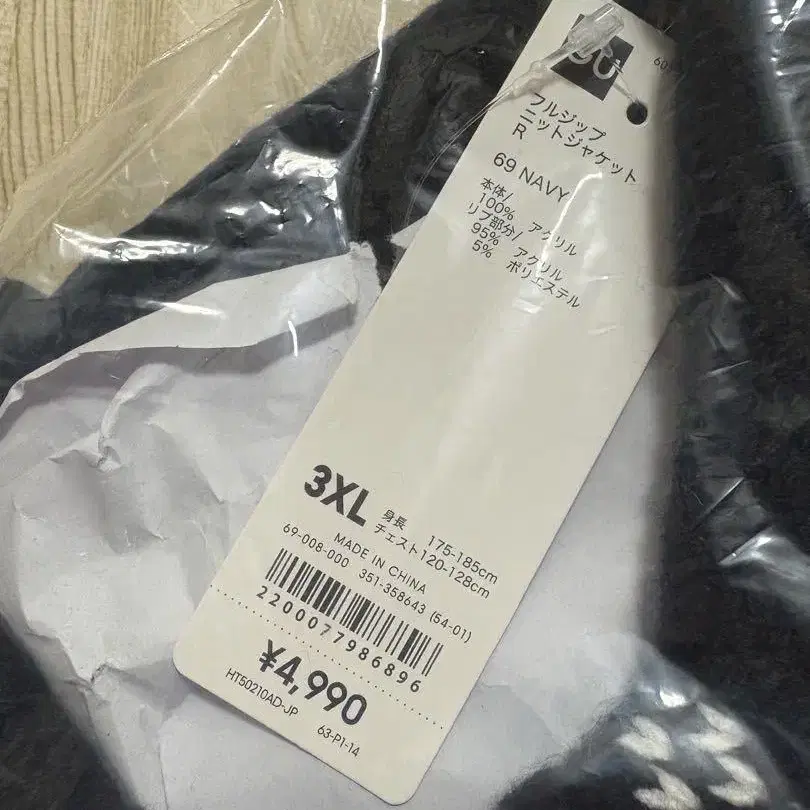 GU
フルジップ
ニットジャケット
R
69 NAVY
本体/
100% アクリル
リブ部分/
95% アクリル
5% ポリエステル
3XL
身長 175-185cm
チェスト 120-128cm
MADE IN CHINA
69-008-000 351-358643 (54-01)
2200077986896
¥4,990
HT50210AD-JP 63-P1-14